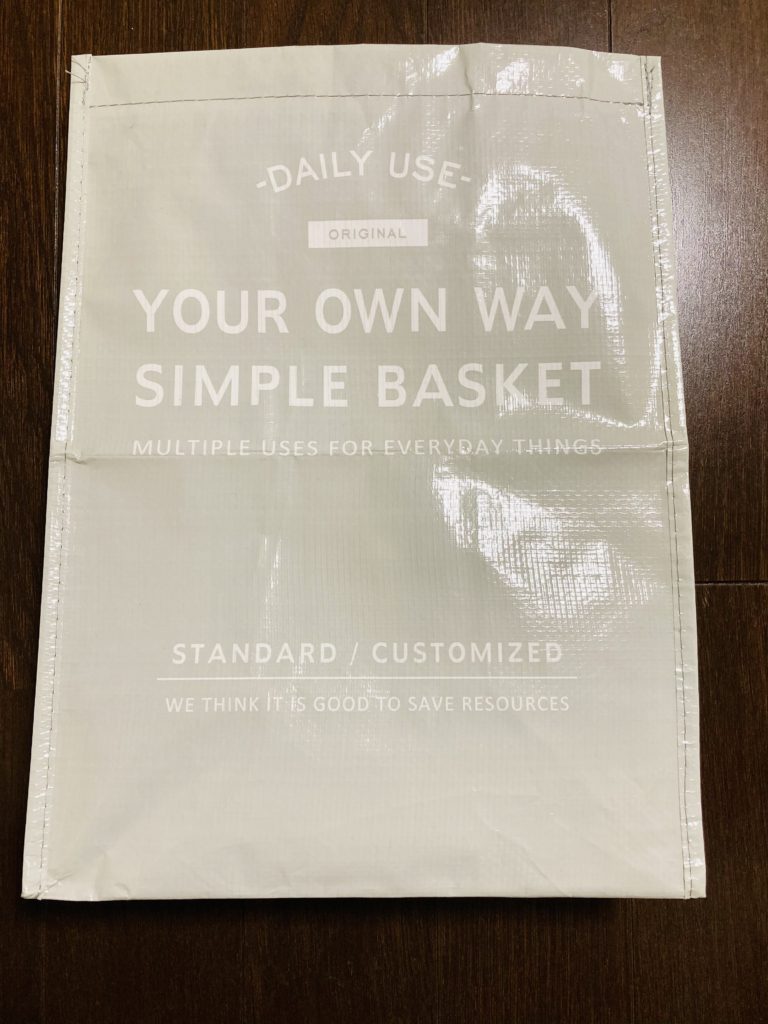 -DAILY USE-
ORIGINAL
YOUR OWN WAY
SIMPLE BASKET
MULTIPLE USES FOR EVERYDAY THINGS
STANDARD / CUSTOMIZED
WE THINK IT IS GOOD TO SAVE RESOURCES